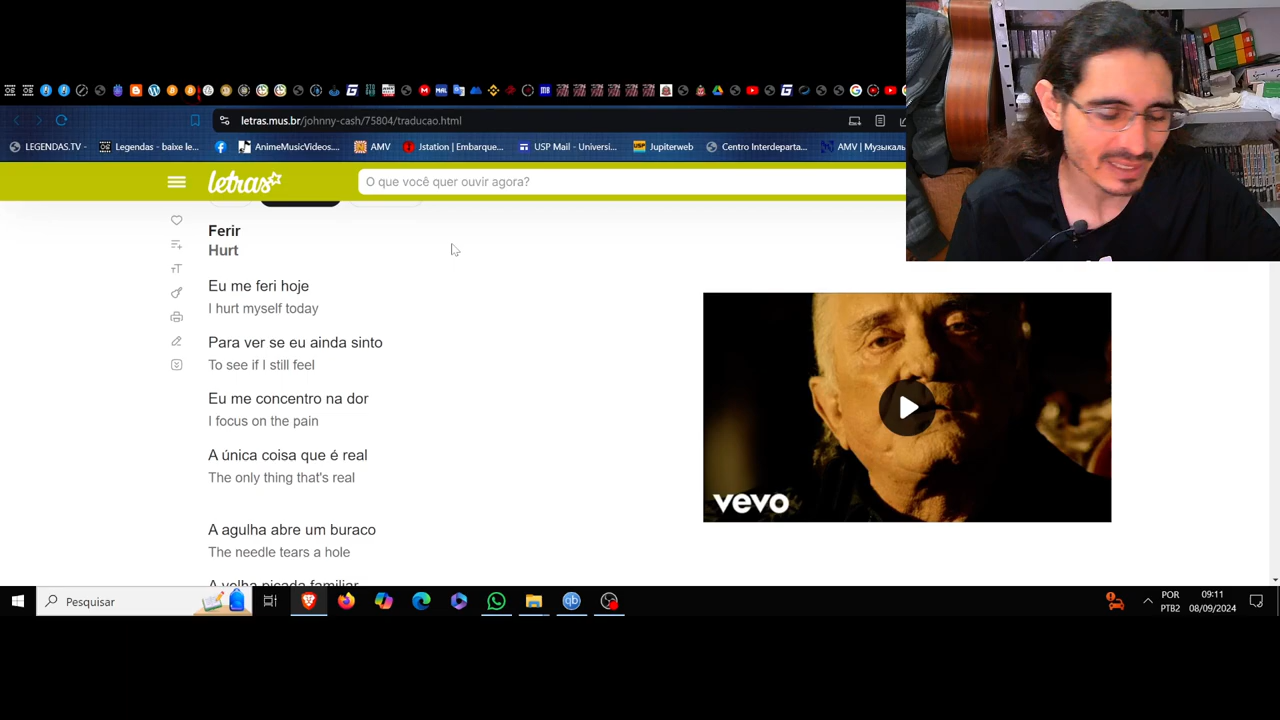 letras.mus.br/johnny-cash/75804/traducao.html
LEGENDAS.TV -
Legendas - baixe le...
AnimeMusicVideos....
AMV
Jstation | Embarque...
USP Mail - Universi...
Jupiterweb
Centro Interdeparta...
AMV | Музыкаль
letras
O que você quer ouvir agora?
Ferir
Hurt
Eu me feri hoje
I hurt myself today
Para ver se eu ainda sinto
To see if I still feel
Eu me concentro na dor
I focus on the pain
A única coisa que é real
The only thing that's real
A agulha abre um buraco
The needle tears a hole
A velha picada familiar
vevo
Pesquisar
POR
PTB2
09:11
08/09/2024